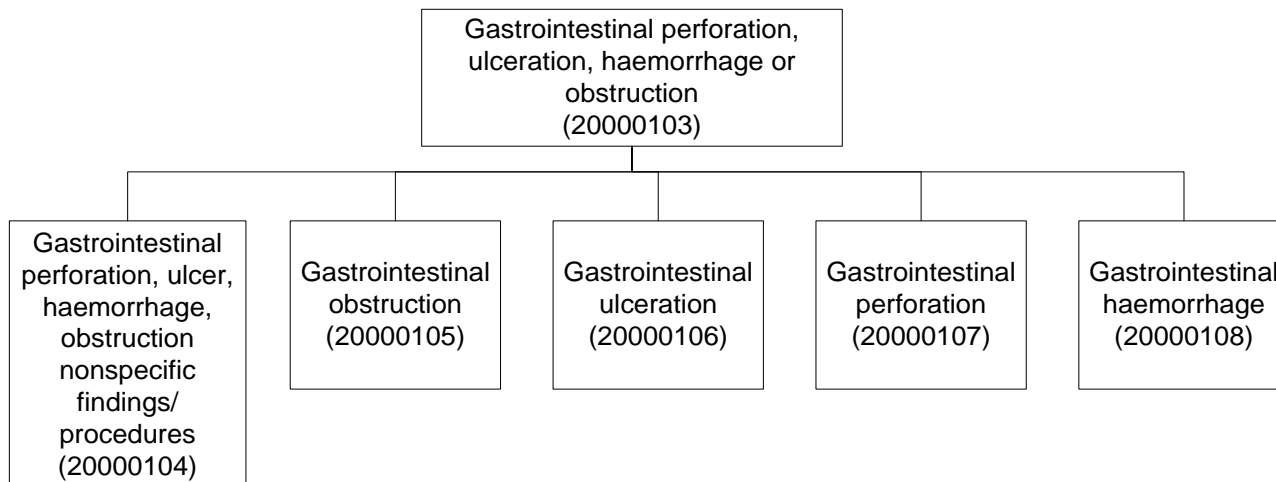 Gastrointestinal perforation,
ulceration, haemorrhage or
obstruction
(20000103)
Gastrointestinal
perforation, ulcer,
haemorrhage,
obstruction
nonspecific
findings/
procedures
(20000104)
Gastrointestinal
obstruction
(20000105)
Gastrointestinal
ulceration
(20000106)
Gastrointestinal
perforation
(20000107)
Gastrointestinal
haemorrhage
(20000108)